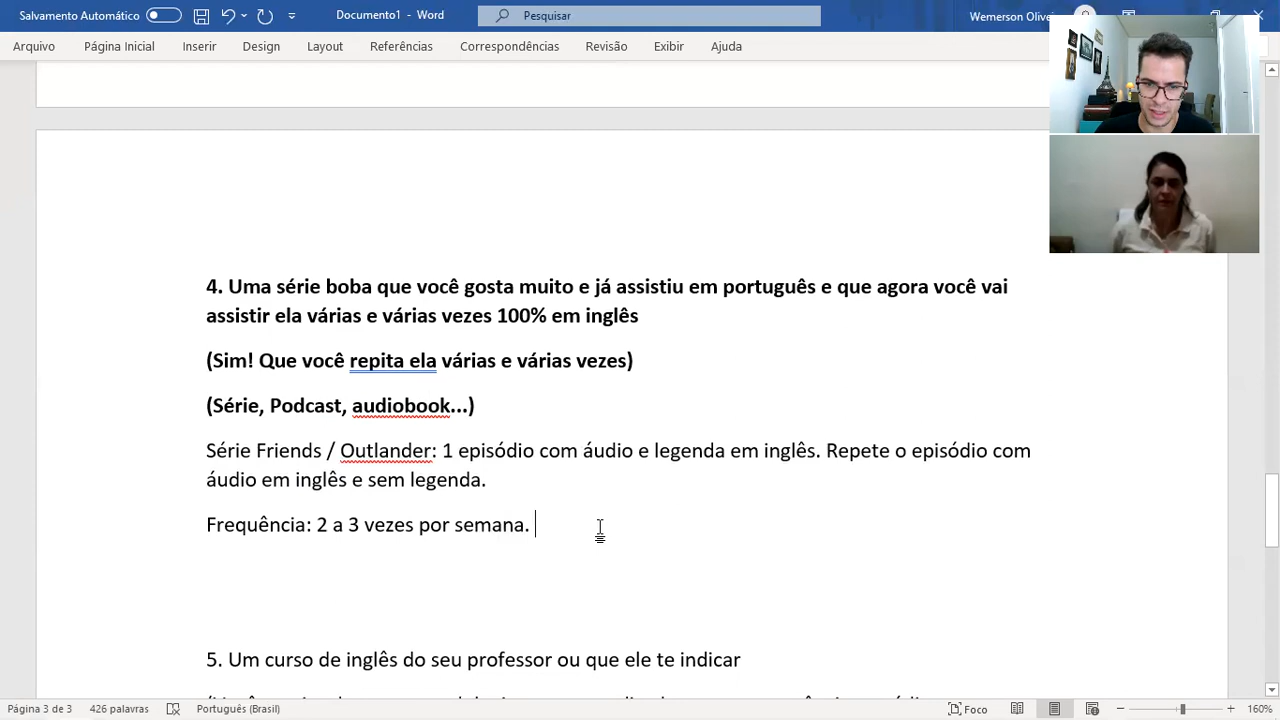 Salvamento Automático
Pesquisar
Wemerson Olive
Arquivo Página Inicial Inserir Design Layout Referências Correspondências Revisão Exibir Ajuda
4. Uma série boba que você gosta muito e já assistiu em português e que agora você vai
assistir ela várias e várias vezes 100% em inglês
(Sim! Que você repita ela várias e várias vezes)
(Série, Podcast, audiobook...)
Série Friends / Outlander: 1 episódio com áudio e legenda em inglês. Repete o episódio com
áudio em inglês e sem legenda.
Frequência: 2 a 3 vezes por semana.
5. Um curso de inglês do seu professor ou que ele te indicar
Página 3 de 3 426 palavras Português (Brasil) Foco 160%